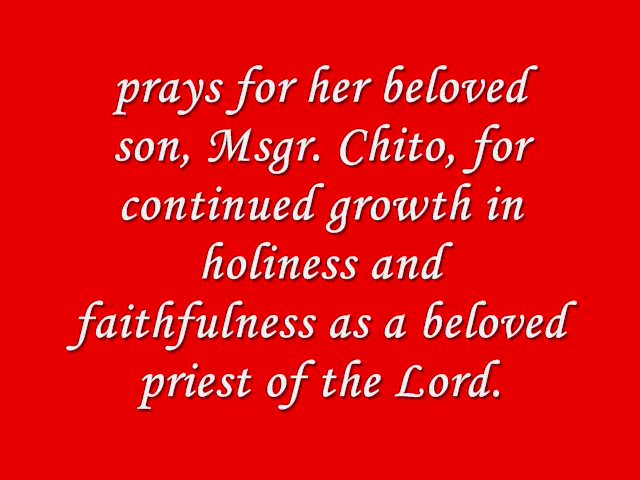 prays for her beloved
son, Msgr. Chito, for
continued growth in
holiness and
faithfulness as a beloved
priest of the Lord.